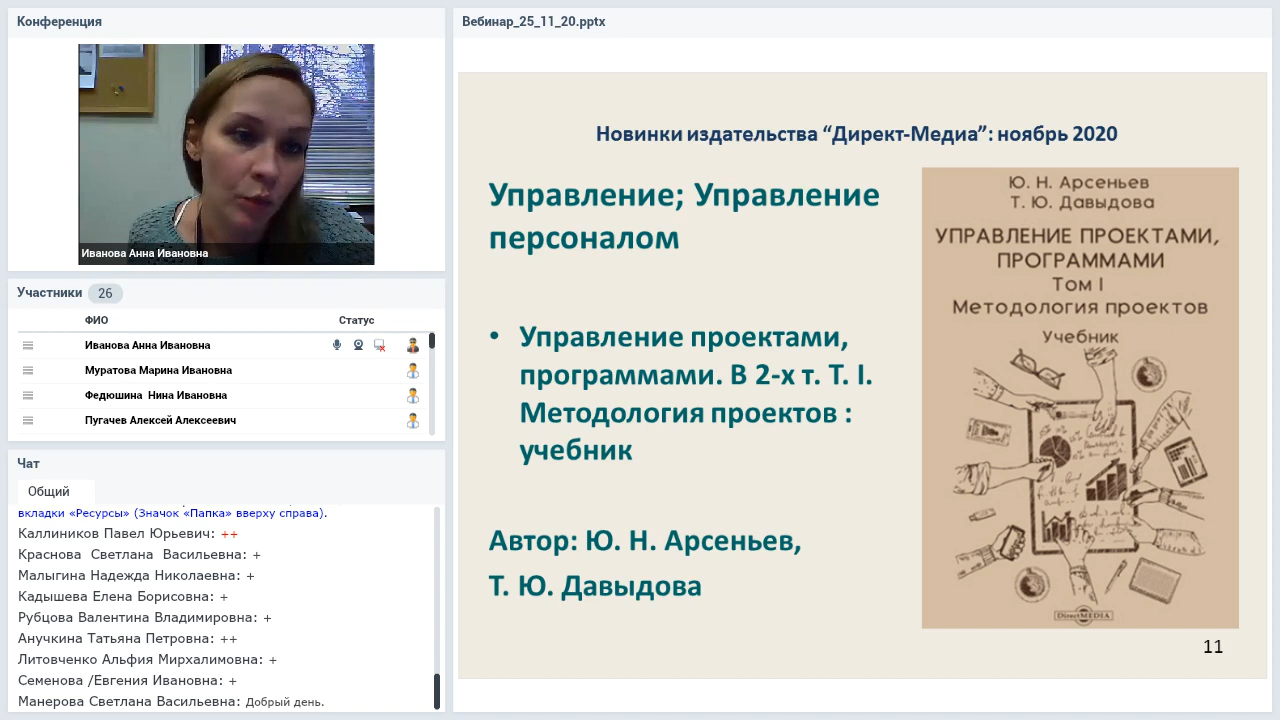 Конференция
Иванова Анна Ивановна
Участники 26
ФИО Статус
Иванова Анна Ивановна
Муратова Марина Ивановна
Федюшина Нина Ивановна
Пугачев Алексей Алексеевич
Чат
Общий
вкладки «Ресурсы» (Значок «Папка» вверху справа).
Каллиников Павел Юрьевич: ++
Краснова Светлана Васильевна: +
Малыгина Надежда Николаевна: +
Кадышева Елена Борисовна: +
Рубцова Валентина Владимировна: +
Анучкина Татьяна Петровна: ++
Литовченко Альфия Мирхалимовна: +
Семенова /Евгения Ивановна: +
Манерова Светлана Васильевна: Добрый день.
Вебинар_25_11_20.pptx
Новинки издательства “Директ-Медиа”: ноябрь 2020
Управление; Управление
персоналом
• Управление проектами,
программами. В 2-х т. Т. I.
Методология проектов :
учебник
Автор: Ю. Н. Арсеньев,
Т. Ю. Давыдова
Ю. Н. Арсеньев
Т. Ю. Давыдова
УПРАВЛЕНИЕ ПРОЕКТАМИ,
ПРОГРАММАМИ
Том I
Методология проектов
Учебник
DirectMEDIA
11